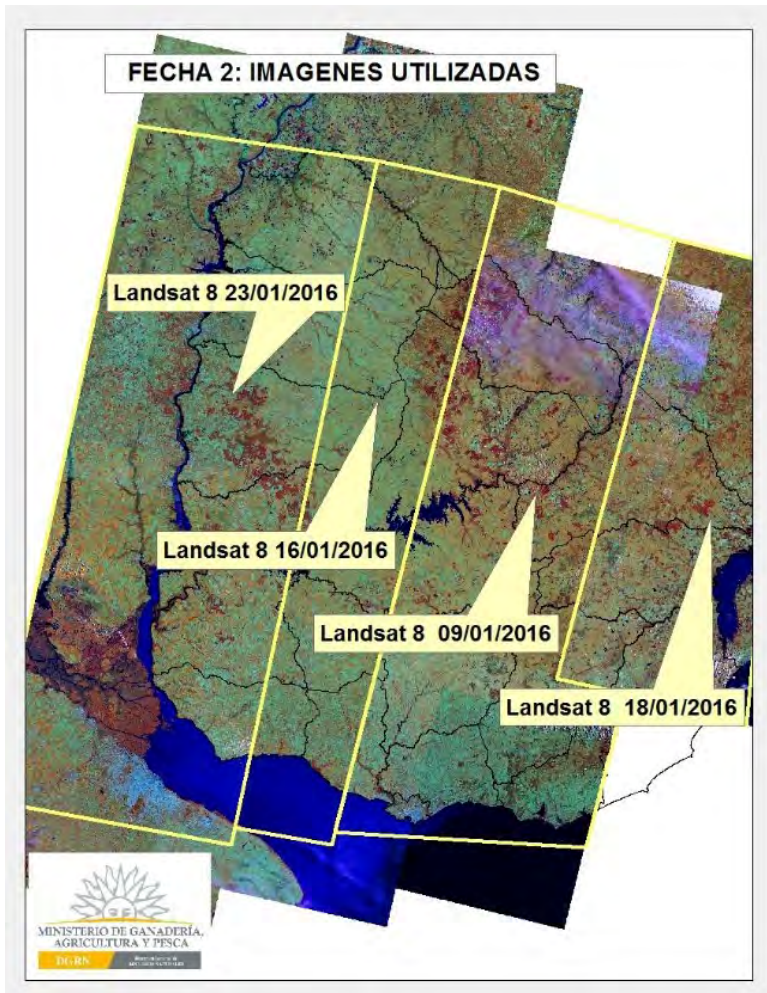 FECHA 2: IMAGENES UTILIZADAS
Landsat 8 23/01/2016
Landsat 8 16/01/2016
Landsat 8 09/01/2016
Landsat 8 18/01/2016
MINISTERIO DE GANADERÍA,
AGRICULTURA Y PESCA
DGRN